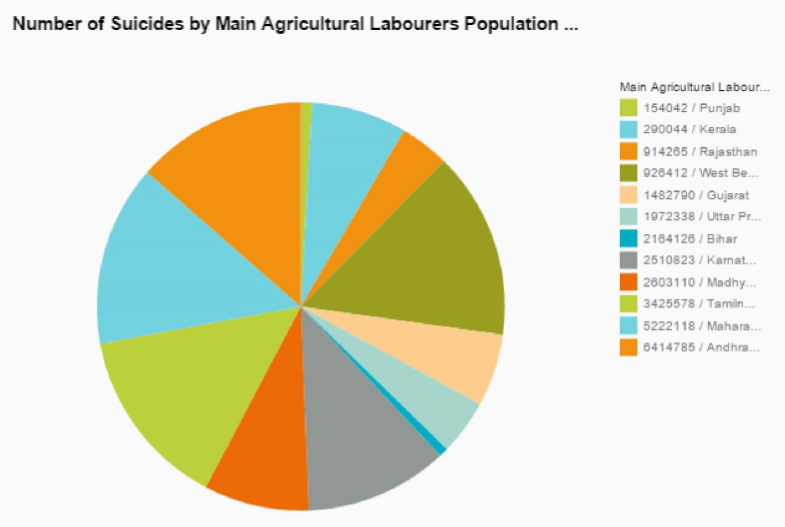 Number of Suicides by Main Agricultural Labourers Population ...
Main Agricultural Labour...
154042 / Punjab
290044 / Kerala
914265 / Rajasthan
926412 / West Be...
1482790 / Gujarat
1972338 / Uttar Pr...
2164126 / Bihar
2510823 / Karnat...
2603110 / Madhy...
3425578 / Tamiln...
5222118 / Mahara...
6414785 / Andhra...